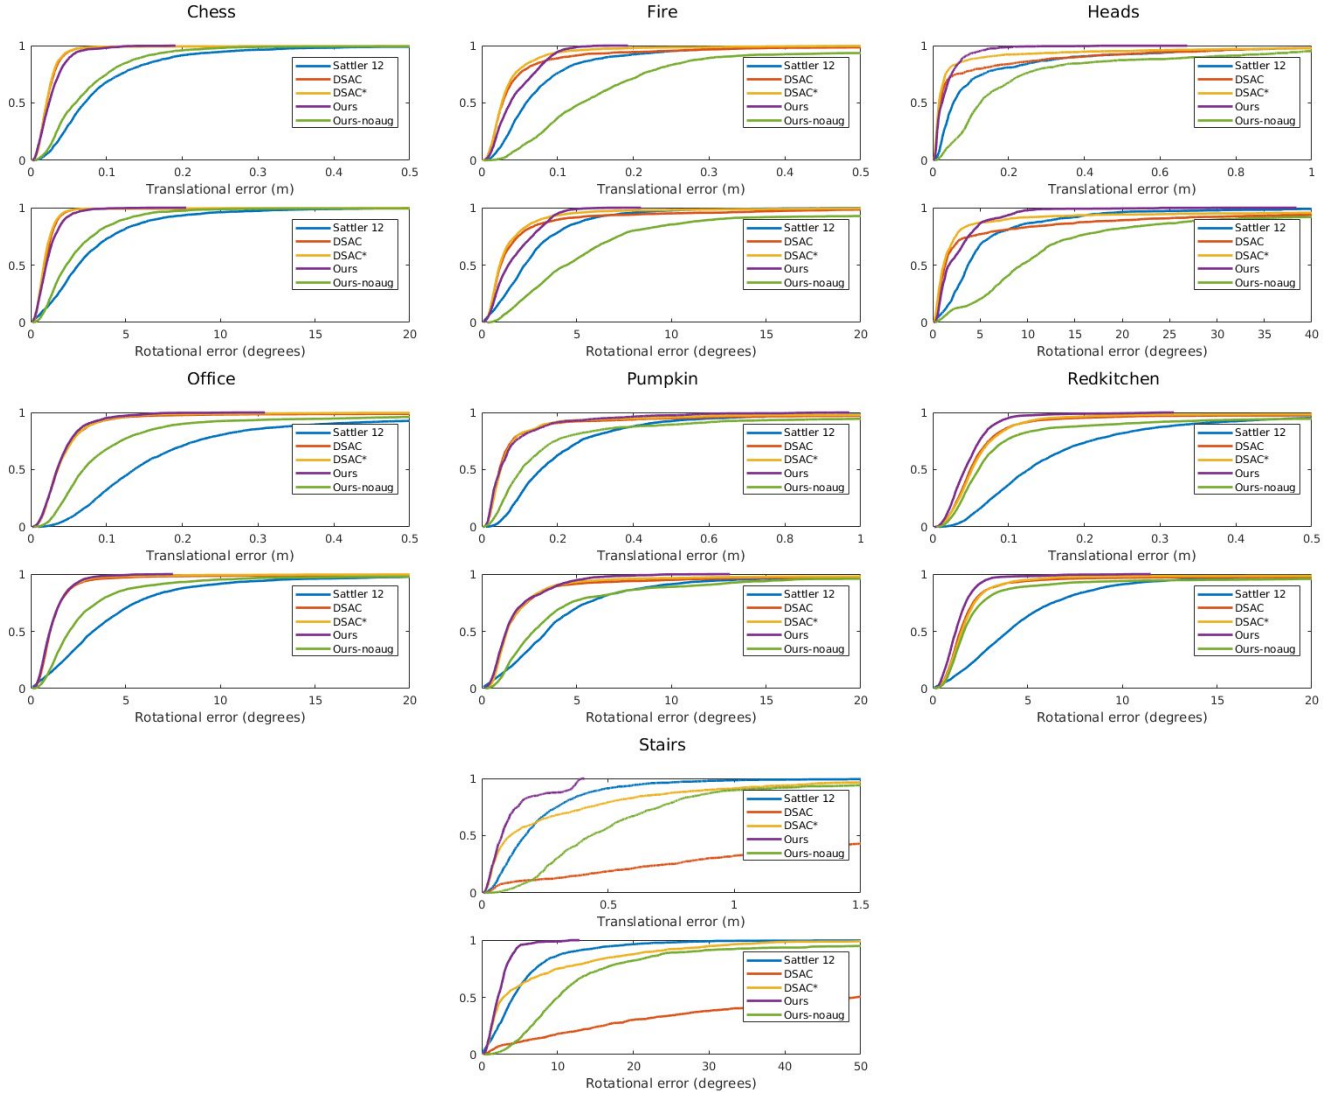 Chess
1
0.5
0
0 0.1 0.2 0.3 0.4 0.5
Translational error (m)
Sattler 12
DSAC
DSAC*
Ours
Ours-noaug
1
0.5
0
5 10 15 20
Rotational error (degrees)
Sattler 12
DSAC
DSAC*
Ours
Ours-noaug
Fire
1
0.5
0
0 0.1 0.2 0.3 0.4 0.5
Translational error (m)
Sattler 12
DSAC
DSAC*
Ours
Ours-noaug
1
0.5
0
0 5 10 15 20
Rotational error (degrees)
Sattler 12
DSAC
DSAC*
Ours
Ours-noaug
Heads
1
0.5
0
0 0.2 0.4 0.6 0.8 1
Translational error (m)
Sattler 12
DSAC
DSAC*
Ours
Ours-noaug
1
0.5
0
0 5 10 15 20 25 30 35 40
Rotational error (degrees)
Sattler 12
DSAC
DSAC*
Ours
Ours-noaug
Office
1
0.5
0
0 0.1 0.2 0.3 0.4 0.5
Translational error (m)
Sattler 12
DSAC
DSAC*
Ours
Ours-noaug
1
0.5
0
0 5 10 15 20
Rotational error (degrees)
Sattler 12
DSAC
DSAC*
Ours
Ours-noaug
Pumpkin
1
0.5
0
0 0.2 0.4 0.6 0.8 1
Translational error (m)
Sattler 12
DSAC
DSAC*
Ours
Ours-noaug
1
0.5
0
0 5 10 15 20
Rotational error (degrees)
Sattler 12
DSAC
DSAC*
Ours
Ours-noaug
Redkitchen
1
0.5
0
0 0.1 0.2 0.3 0.4 0.5
Translational error (m)
Sattler 12
DSAC
DSAC*
Ours
Ours-noaug
1
0.5
0
0 5 10 15 20
Rotational error (degrees)
Sattler 12
DSAC
DSAC*
Ours
Ours-noaug
Stairs
1
0.5
0
0 0.5 1 1.5
Translational error (m)
Sattler 12
DSAC
DSAC*
Ours
Ours-noaug
1
0.5
0
0 10 20 30 40 50
Rotational error (degrees)
Sattler 12
DSAC
DSAC*
Ours
Ours-noaug